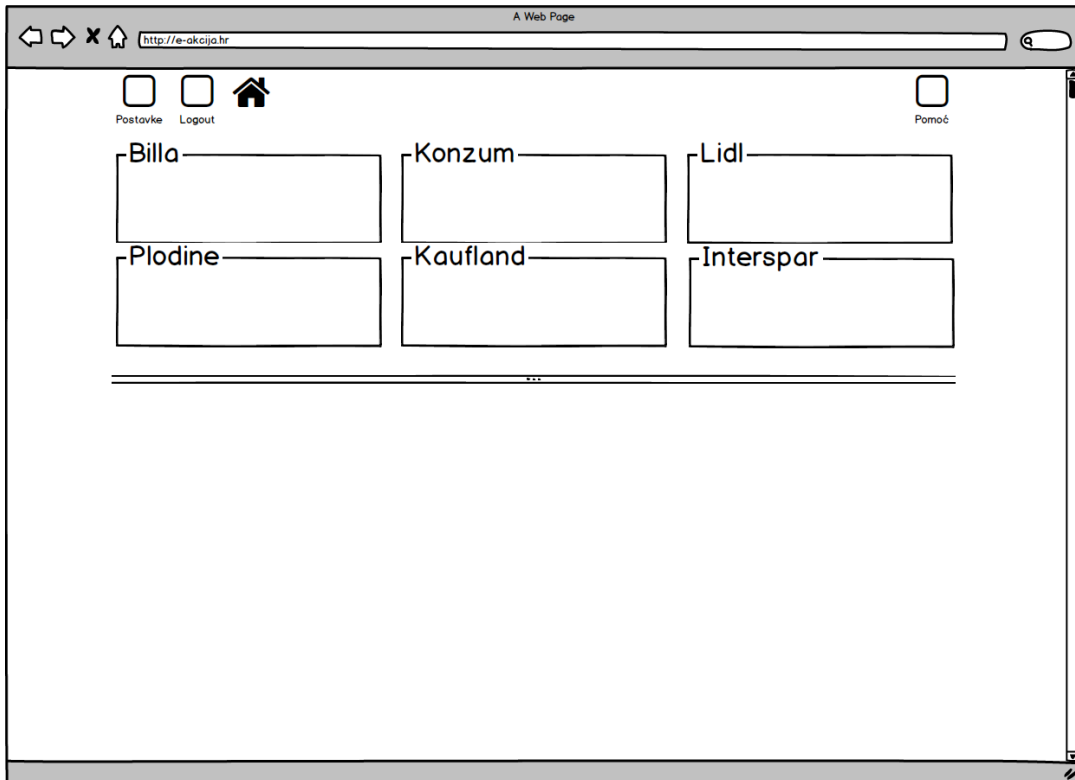 A Web Page
http://e-akcija.hr
Postavke Logout
Pomoć
Billa Konzum Lidl
Plodine Kaufland Interspar